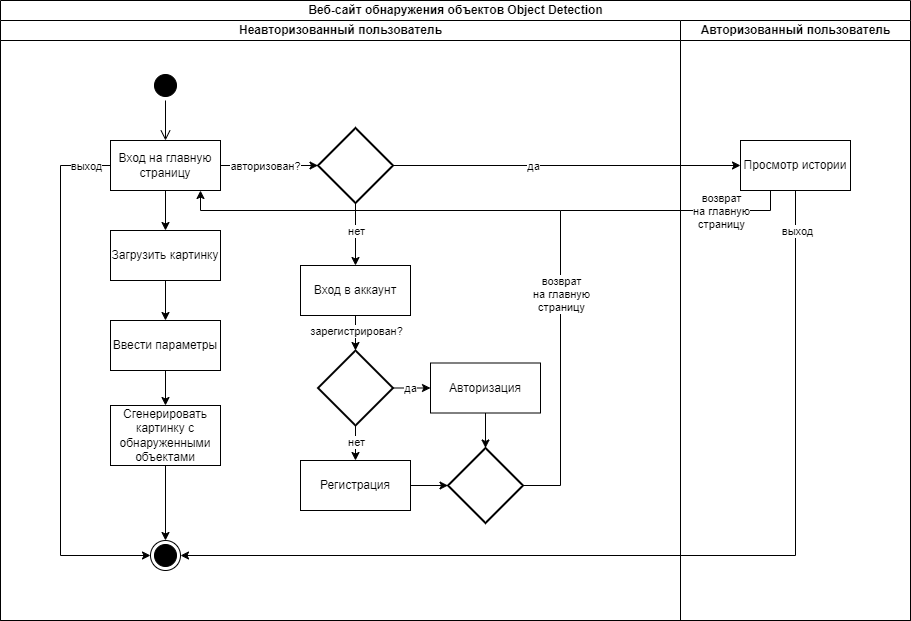 Веб-сайт обнаружения объектов Object Detection
Неавторизованный пользователь
Авторизованный пользователь
выход
Вход на главную
страницу
авторизован?
да
Просмотр истории
возврат
на главную
страницу
выход
нет
Загрузить картинку
Вход в аккаунт
возврат
на главную
страницу
зарегистрирован?
Ввести параметры
да
Авторизация
Сгенерировать
картинку с
обнаруженными
объектами
нет
Регистрация